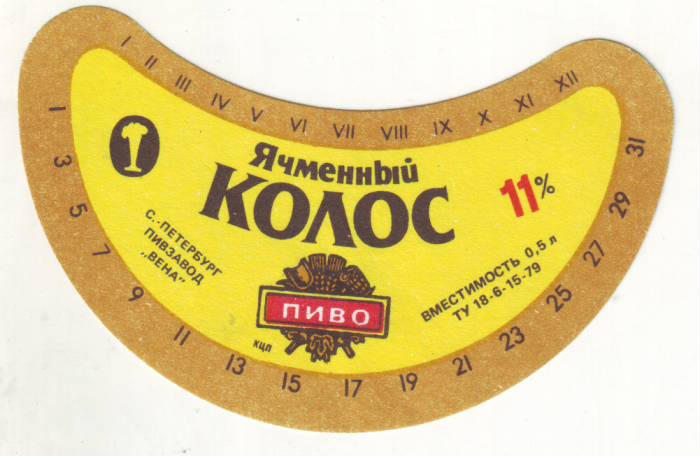 I II III IV V VI VII VIII IX X XI XII
Ячменный
КОЛОС
11%
С.-ПЕТЕРБУРГ
ПИВЗАВОД
„ВЕНА"
ПИВО
ВМЕСТИМОСТЬ 0,5 л
ТУ 18-6-15-79
КЦП
1 3 5 7 9 11 13 15 17 19 21 23 25 27 29 31